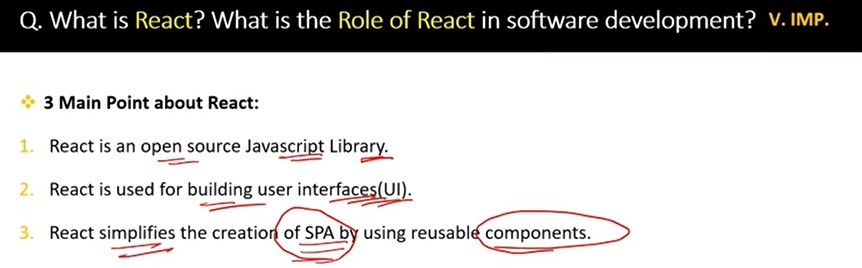 Q. What is React? What is the Role of React in software development? V. IMP.
3 Main Point about React:
1. React is an open source Javascript Library.
2. React is used for building user interfaces(UI).
3. React simplifies the creation of SPA by using reusable components.